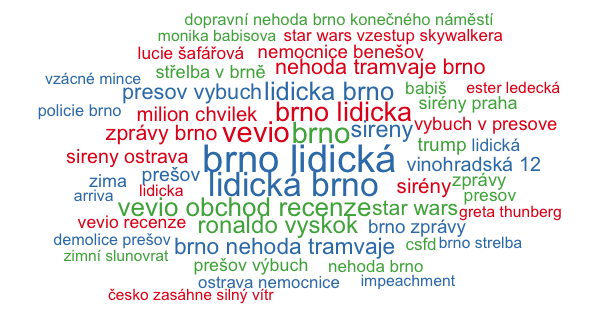 dopravní nehoda brno konečného náměstí
monika babisova star wars vzestup skywalkera
lucie šafářová nemocnice benešov
střelba v brně nehoda tramvaje brno
vzácné mince presov vybuch lidicka brno babiš ester ledecká
policie brno milion chvilek brno lidicka sirény praha
zprávy brno vevio brno sireny vybuch v presove
sireny ostrava brno lidická trump lidická
zima prešov lidická brno sirény vinohradská 12
arriva lidicka zprávy
vevio obchod recenze star wars presov
vevio recenze ronaldo vyskok brno zprávy greta thunberg
demolice prešov brno nehoda tramvaje csfd brno strelba
zimní slunovrat prešov výbuch nehoda brno
ostrava nemocnice impeachment
česko zasáhne silný vítr